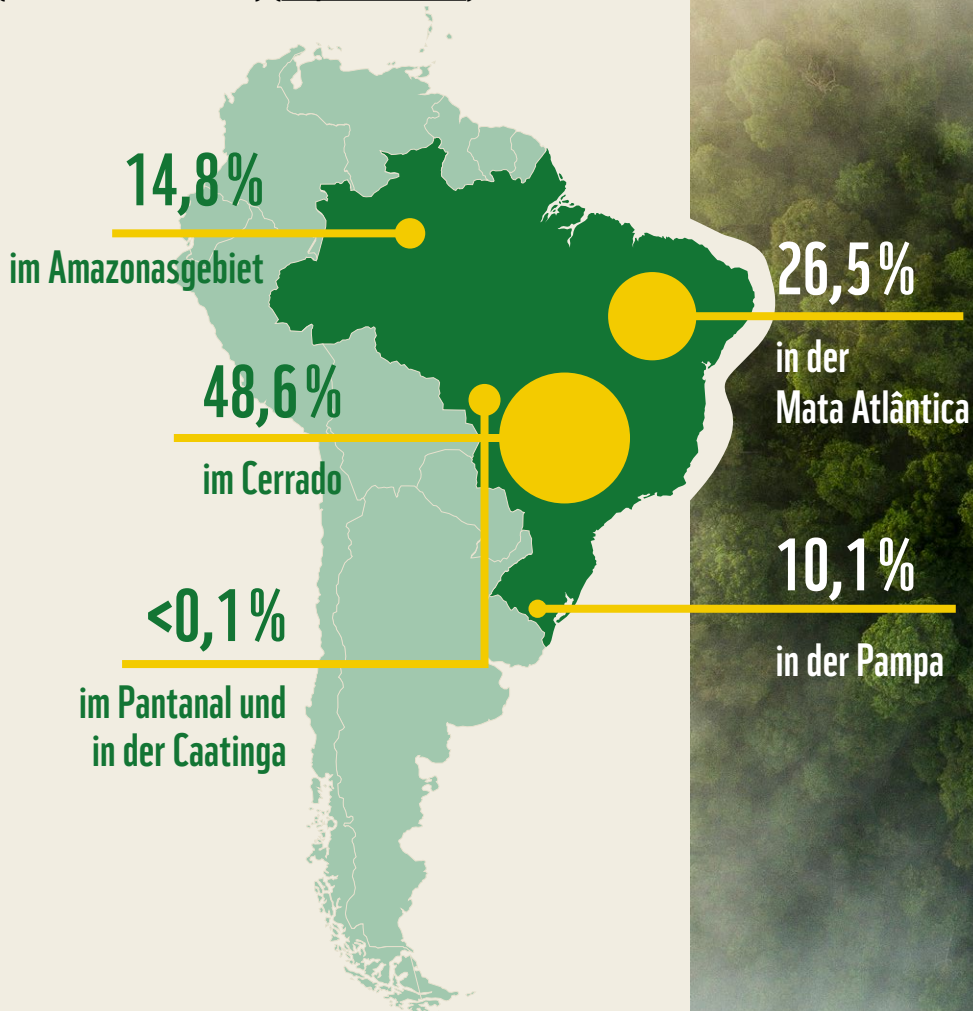 14,8 %
im Amazonasgebiet
26,5 %
in der
Mata Atlântica
48,6 %
im Cerrado
10,1 %
in der Pampa
<0,1 %
im Pantanal und
in der Caatinga